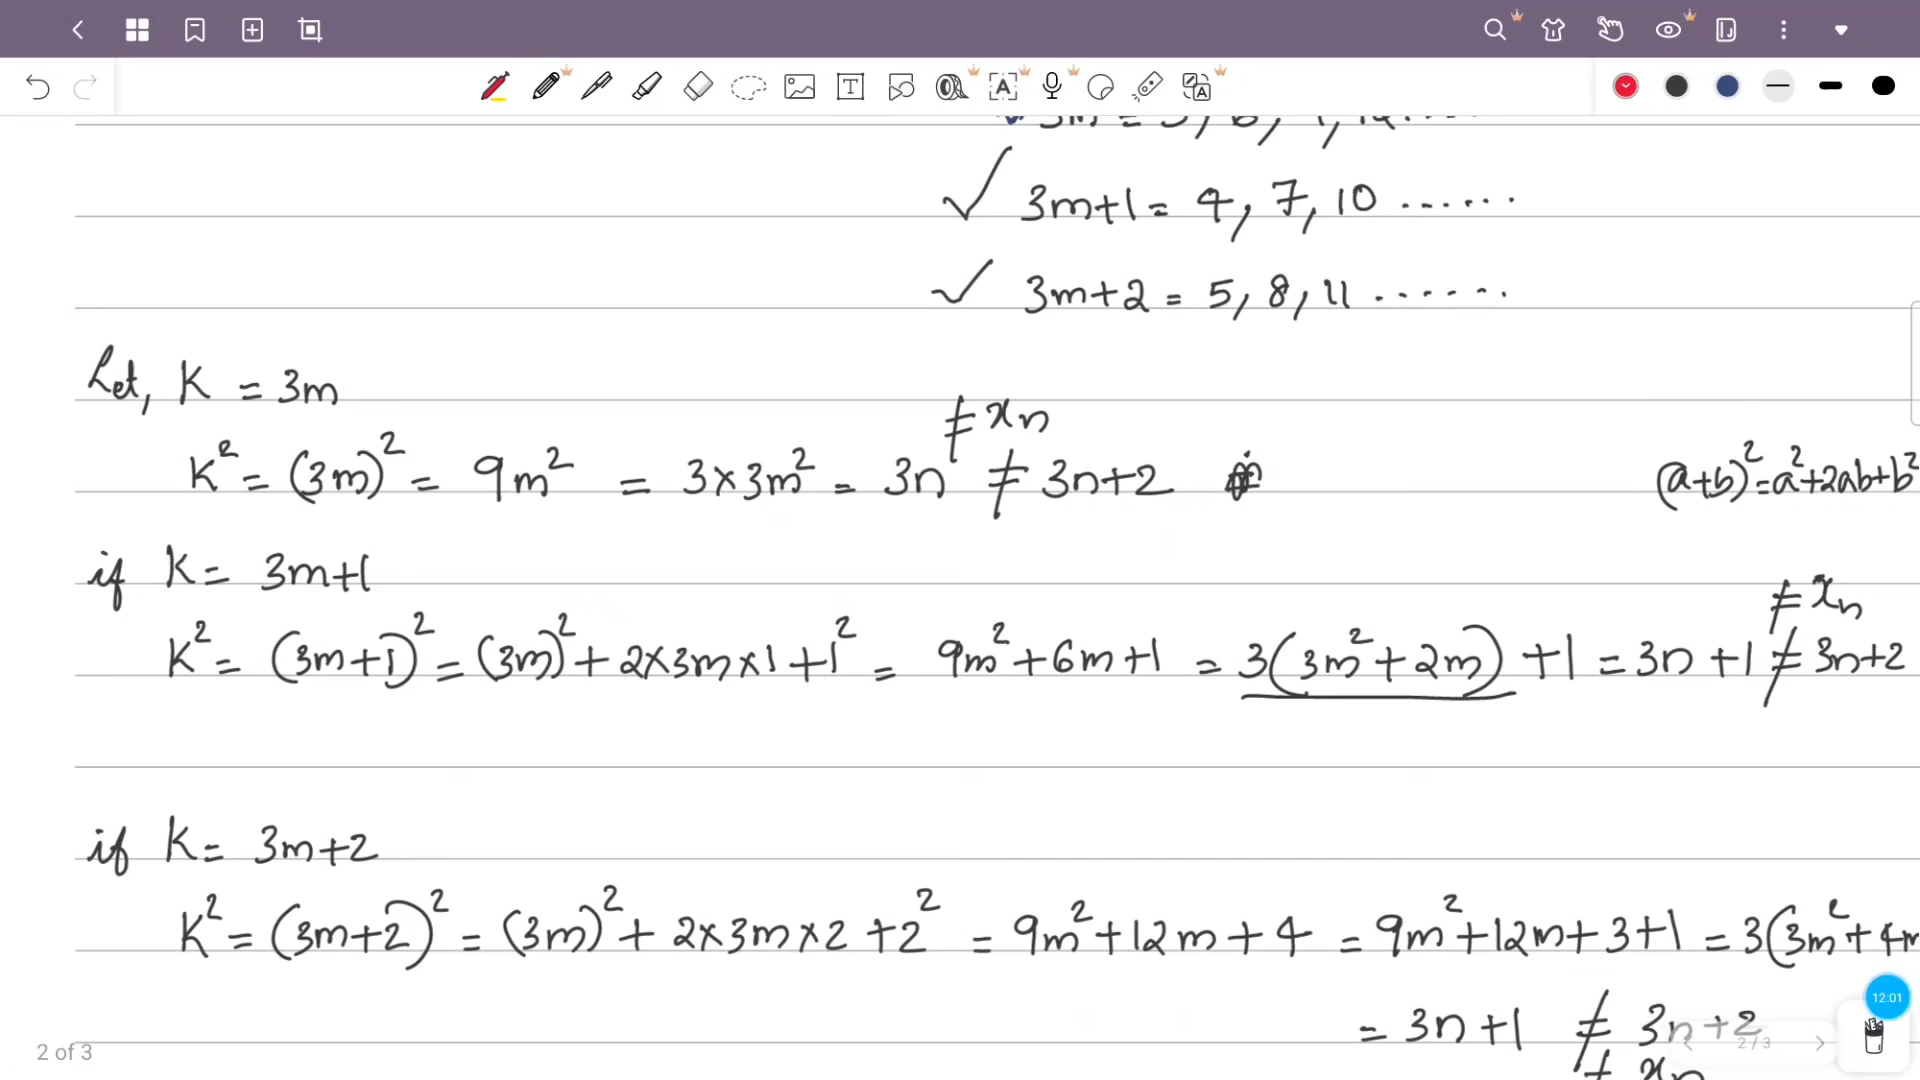 3m+1 = 4, 7, 10 ......
3m+2 = 5, 8, 11 ......
Let, K = 3m
≠ xn
K² = (3m)² = 9m² = 3×3m² = 3n ≠ 3n+2
(a+b)² = a²+2ab+b²
if K = 3m+1
≠ xn
K² = (3m+1)² = (3m)² + 2×3m×1 + 1² = 9m²+6m+1 = 3(3m²+2m) +1 = 3n +1 ≠ 3n+2
if K = 3m+2
K² = (3m+2)² = (3m)² + 2×3m×2 +2² = 9m²+12m+4 = 9m²+12m+3+1 = 3(3m²+4m
12:01
= 3n+1 ≠ 3n+2
2 of 3
2/3